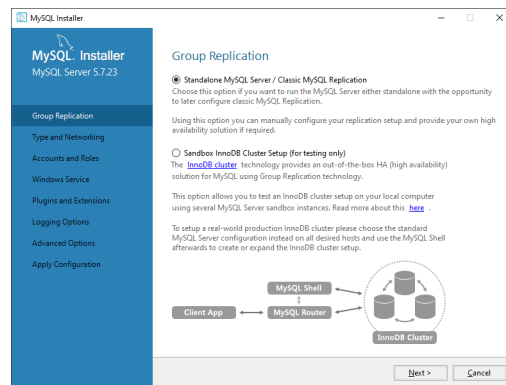 MySQL Installer
MySQL. Installer
MySQL Server 5.7.23
Group Replication
Type and Networking
Accounts and Roles
Windows Service
Plugins and Extensions
Logging Options
Advanced Options
Apply Configuration
Group Replication
Standalone MySQL Server / Classic MySQL Replication
Choose this option if you want to run the MySQL Server either standalone with the opportunity
to later configure classic MySQL Replication.
Using this option you can manually configure your replication setup and provide your own high
availability solution if required.
Sandbox InnoDB Cluster Setup (for testing only)
The InnoDB cluster technology provides an out-of-the-box HA (high availability)
solution for MySQL using Group Replication technology.
This option allows you to test an InnoDB cluster setup on your local computer
using several MySQL Server sandbox instances. Read more about this here .
To setup a real-world production InnoDB cluster please choose the standard
MySQL Server configuration instead on all desired hosts and use the MySQL Shell
afterwards to create or expand the InnoDB cluster setup.
MySQL Shell
Client App
MySQL Router
InnoDB Cluster
Next >
Cancel